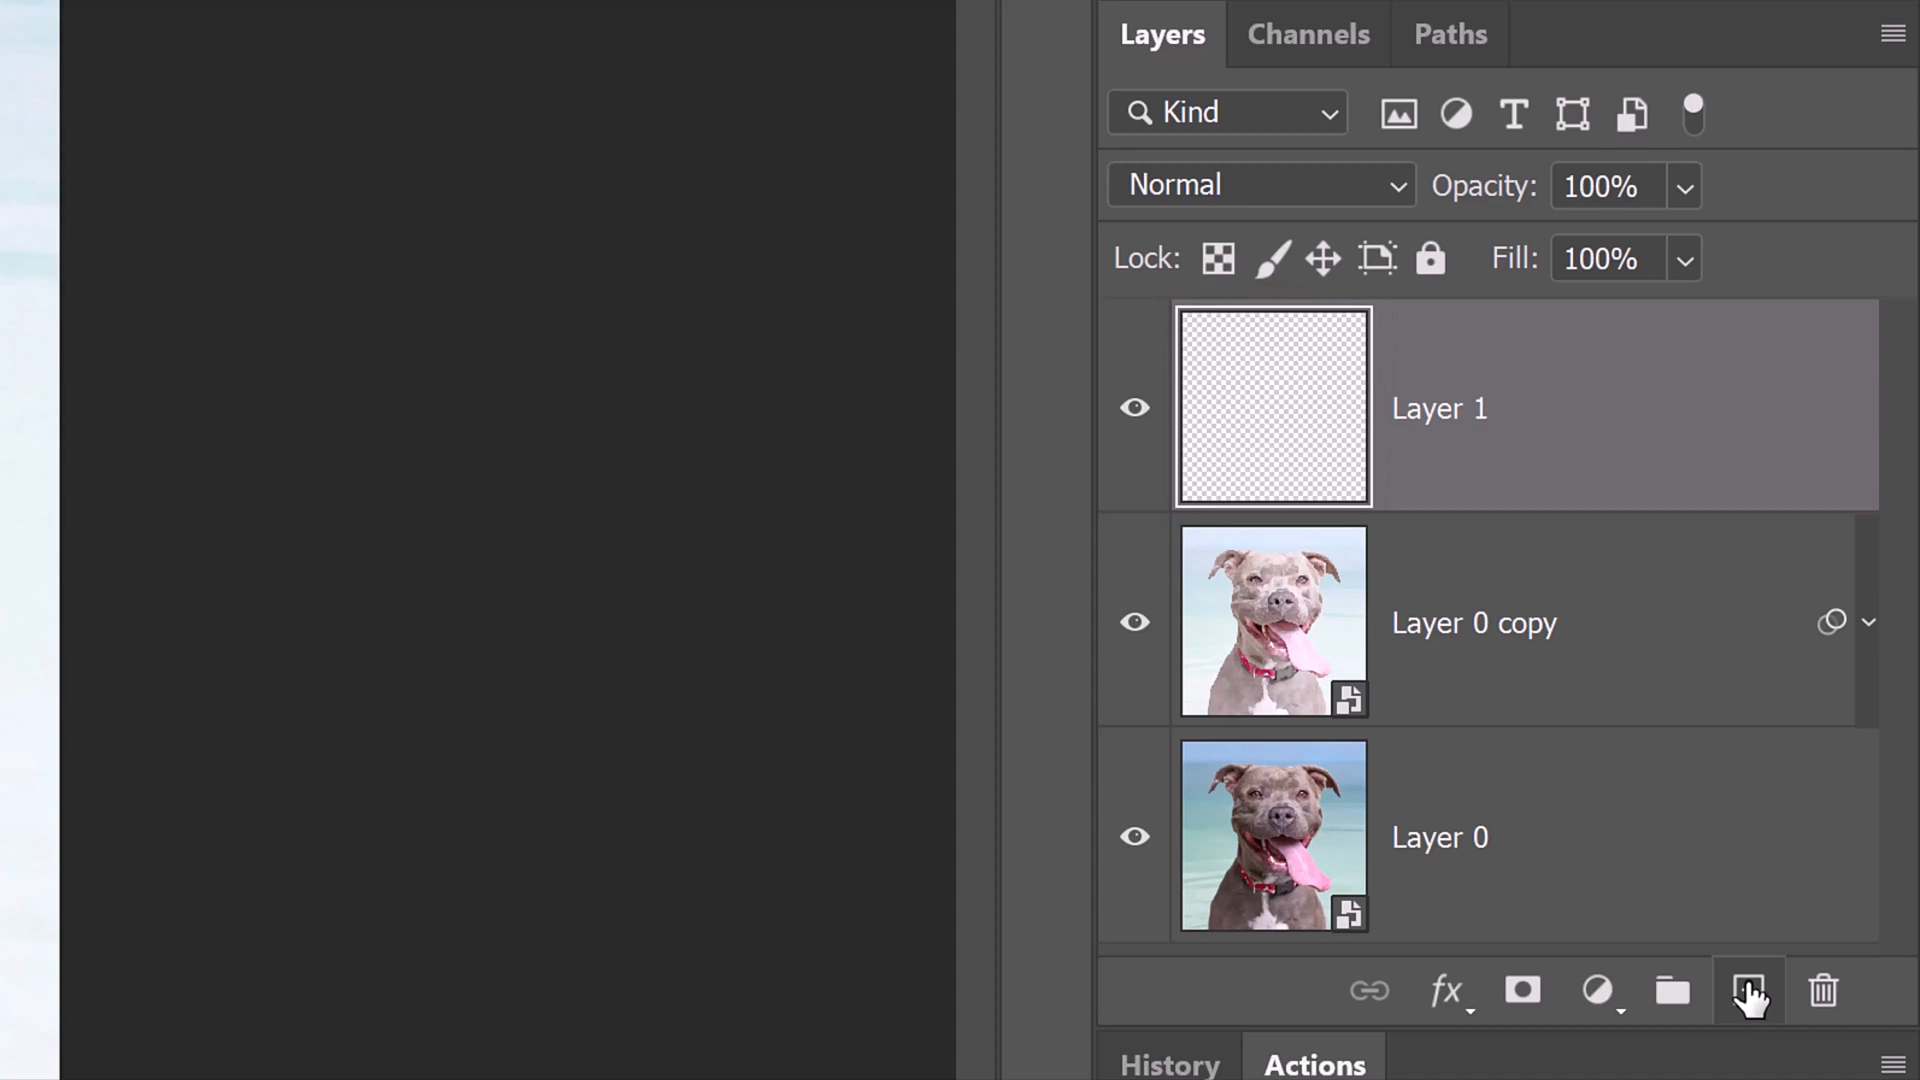 Layers Channels Paths
Kind
Normal Opacity: 100%
Lock: Fill: 100%
Layer 1
Layer 0 copy
Layer 0
fx
History Actions